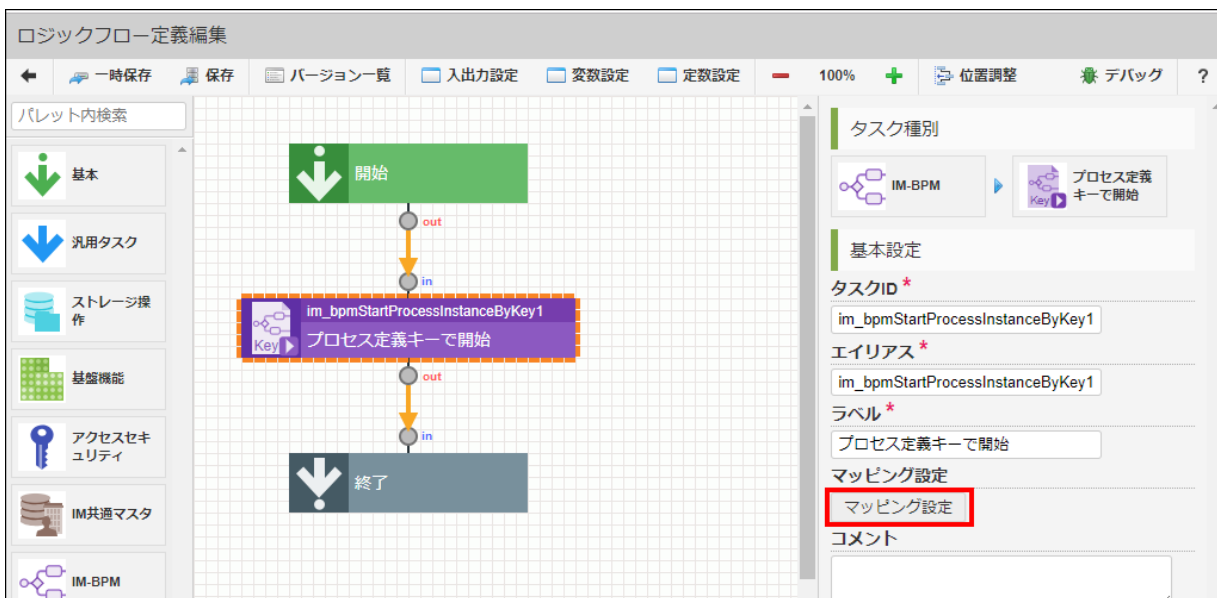 ロジックフロー定義編集
一時保存 保存 バージョン一覧 入出力設定 変数設定 定数設定 100% 位置調整 デバッグ ?
パレット内検索
基本
汎用タスク
ストレージ操
作
基盤機能
アクセスセキ
ュリティ
IM共通マスタ
IM-BPM
開始
out
in
im_bpmStartProcessInstanceByKey1
Key
プロセス定義キーで開始
out
in
終了
タスク種別
IM-BPM
Key
プロセス定義
キーで開始
基本設定
タスクID *
im_bpmStartProcessInstanceByKey1
エイリアス *
im_bpmStartProcessInstanceByKey1
ラベル *
プロセス定義キーで開始
マッピング設定
マッピング設定
コメント